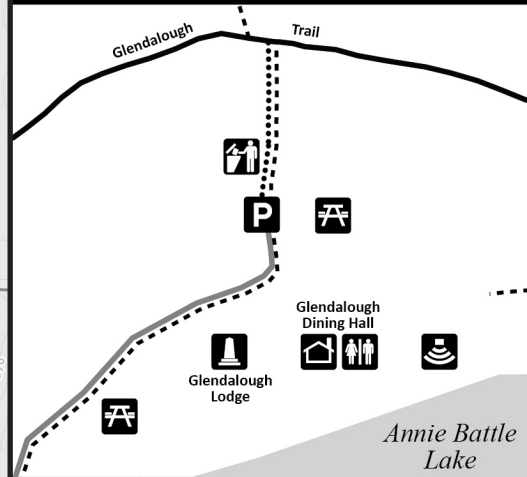 Glendalough Trail
P
Glendalough
Dining Hall
Glendalough
Lodge
Annie Battle
Lake